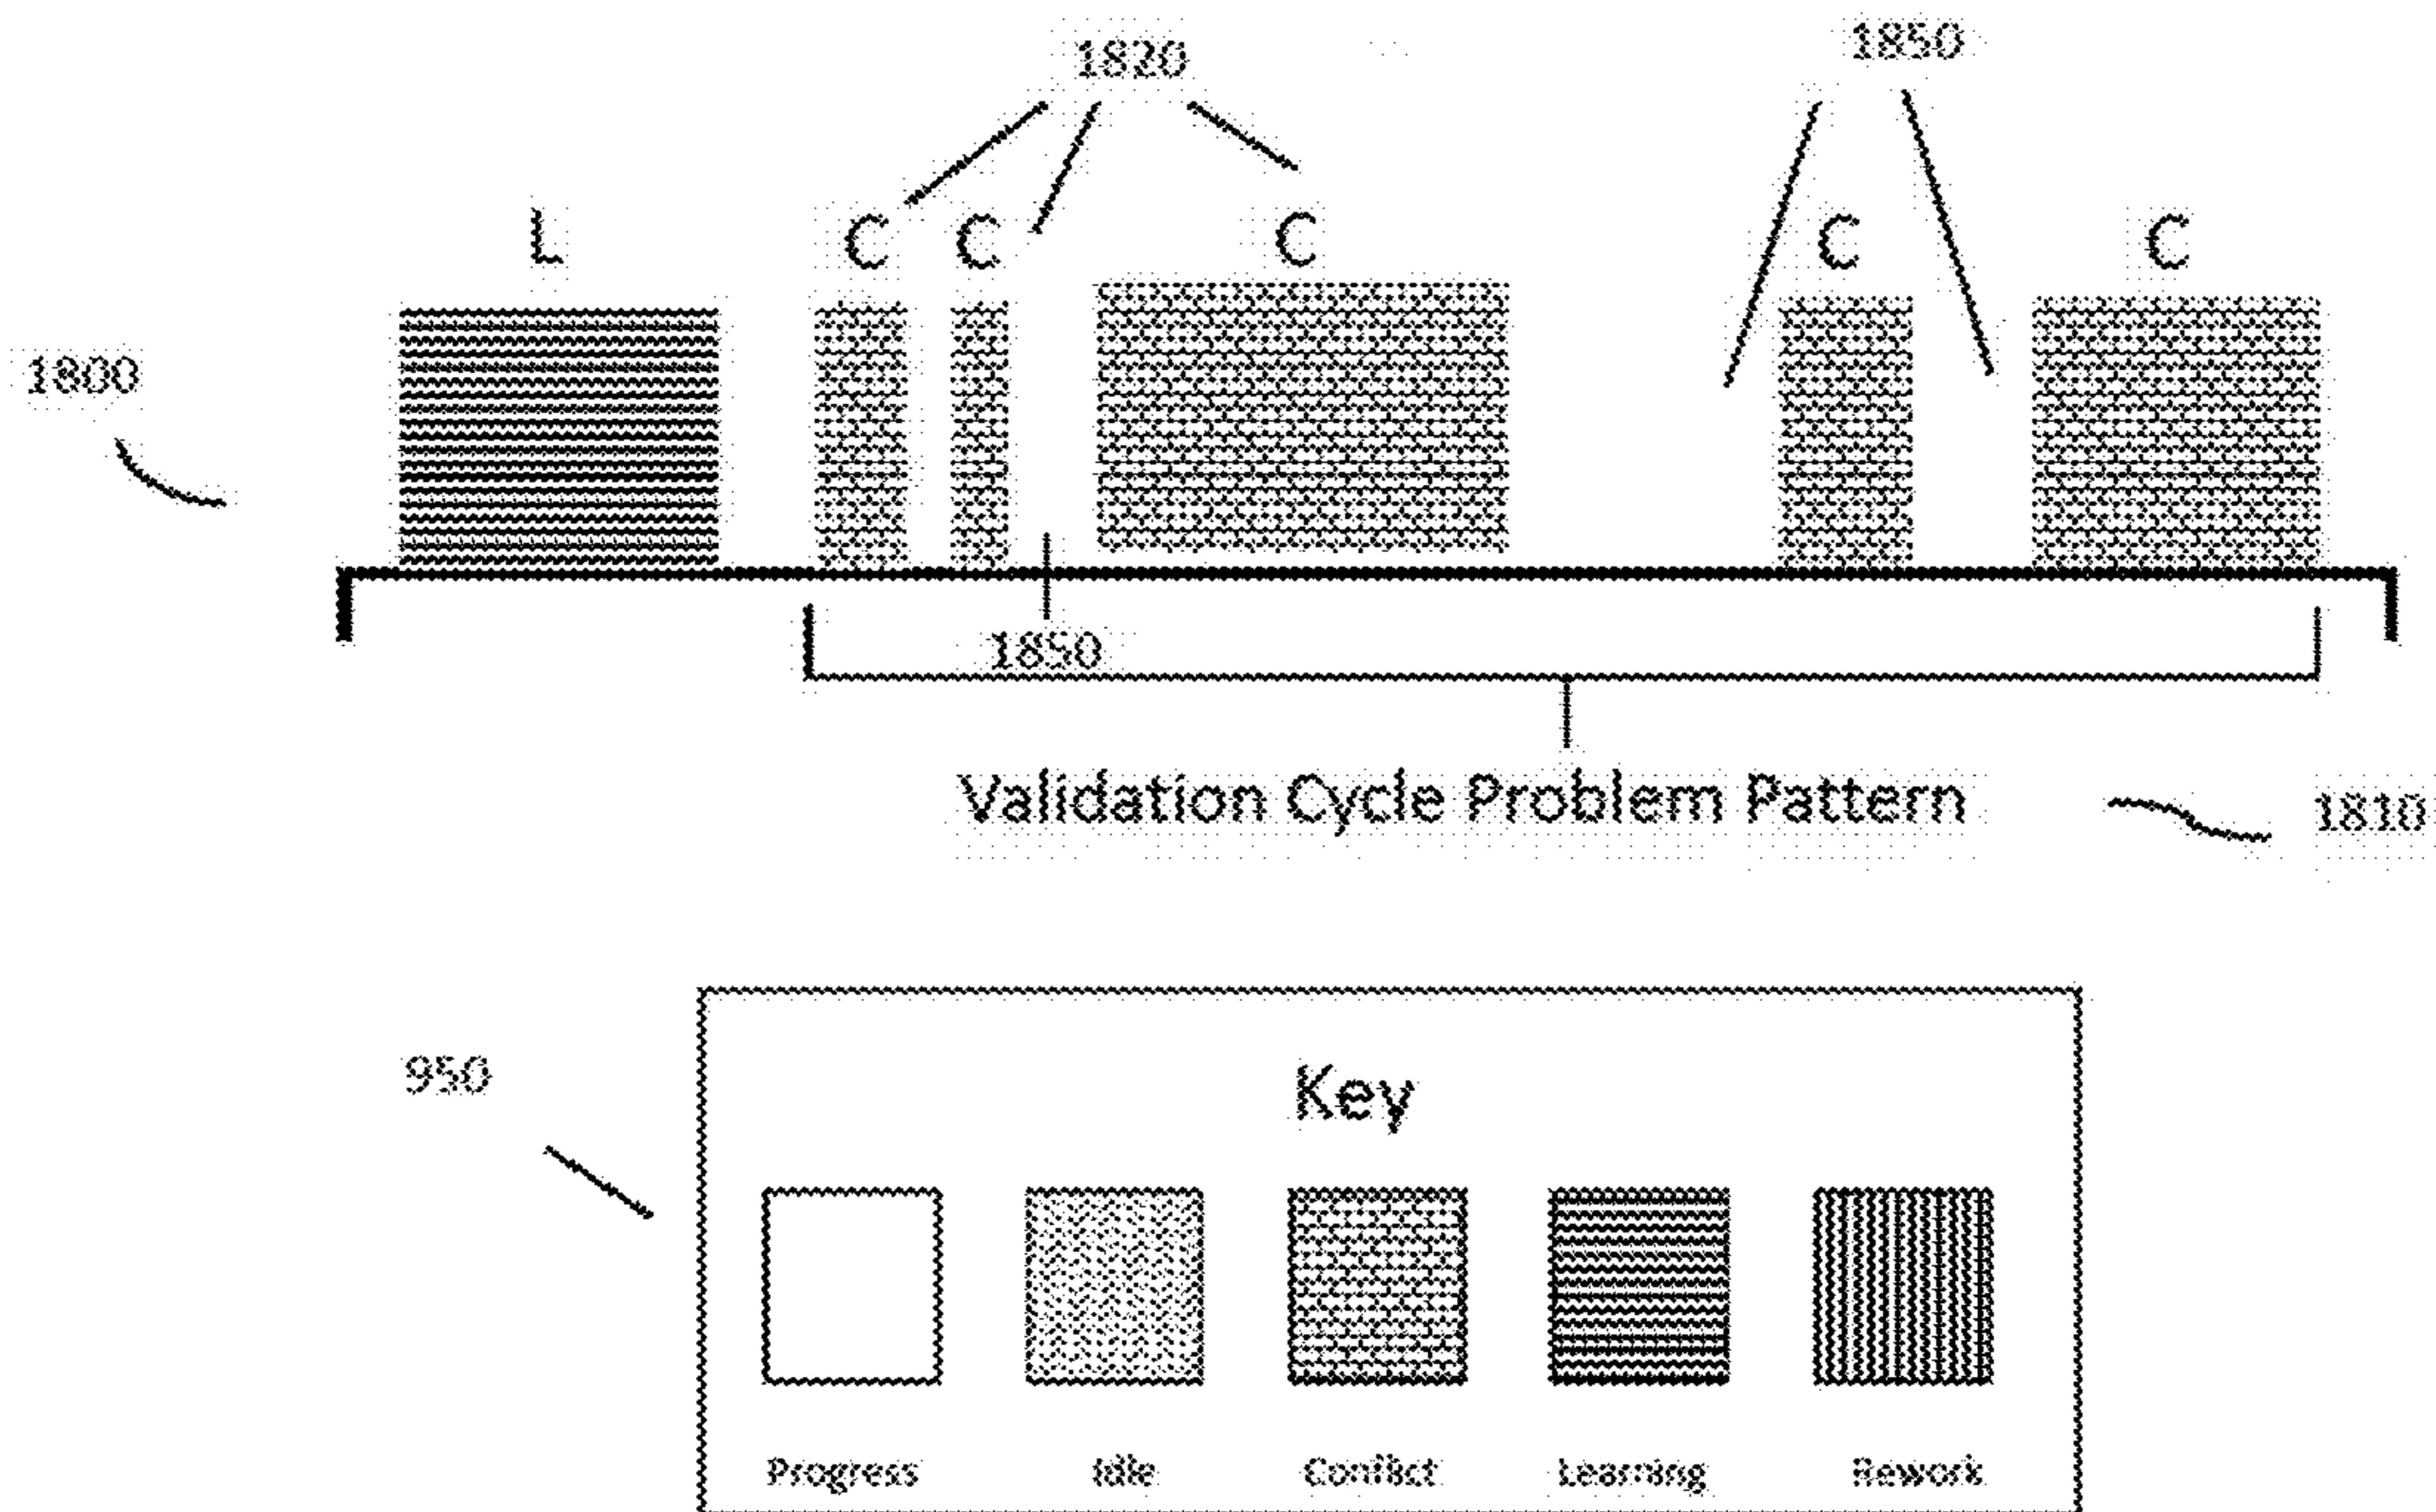 1820 1850
L C C C C C
1800
1850
Validation Cycle Problem Pattern 1810
950
Key
Progress Idle Conflict Learning Rework